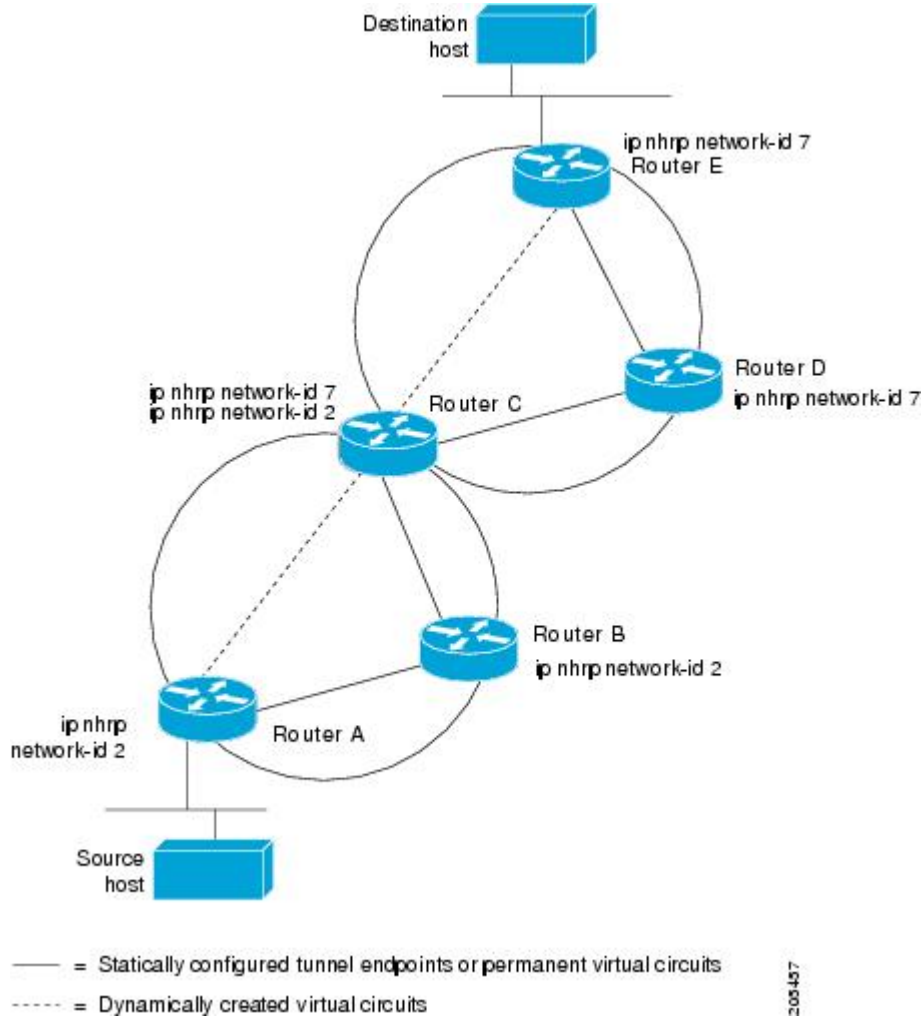 Destination
host
ip nhrp network-id 7
Router E
Router D
ip nhrp network-id 7
ip nhrp network-id 7
ip nhrp network-id 2
Router C
Router B
ip nhrp network-id 2
ip nhrp
network-id 2
Router A
Source
host
= Statically configured tunnel endpoints or permanent virtual circuits
= Dynamically created virtual circuits